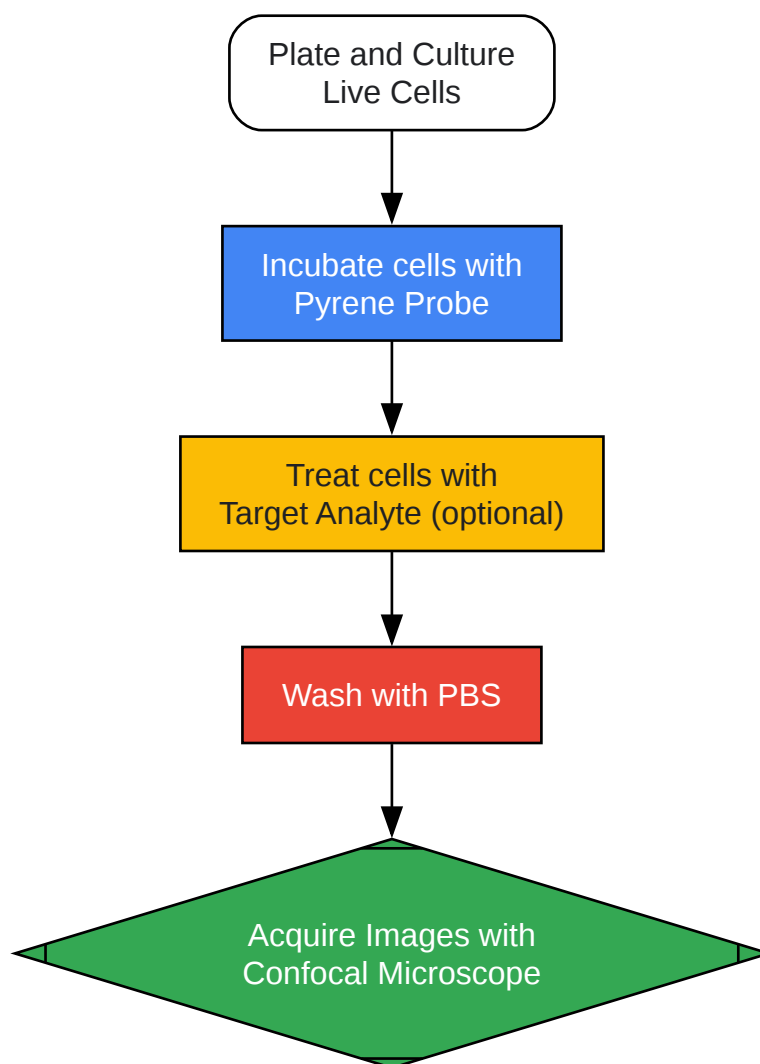 Plate and Culture
Live Cells
Incubate cells with
Pyrene Probe
Treat cells with
Target Analyte (optional)
Wash with PBS
Acquire Images with
Confocal Microscope